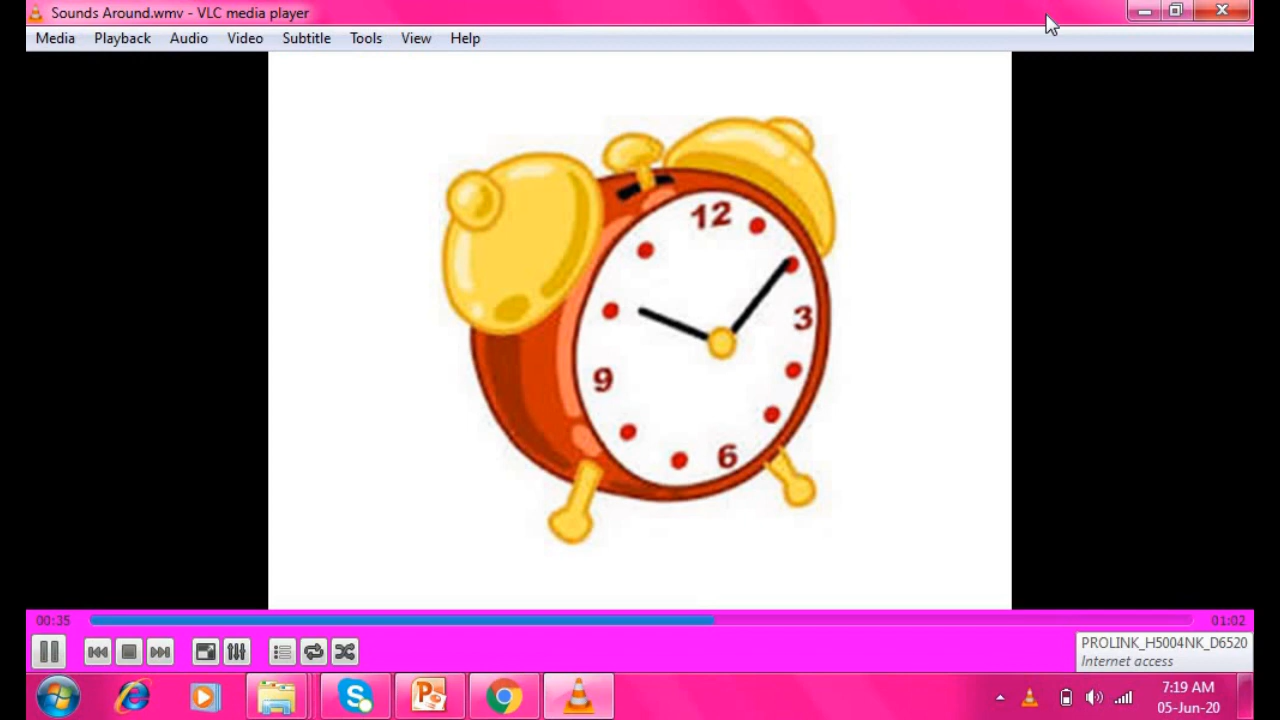 Sounds Around.wmv - VLC media player
Media Playback Audio Video Subtitle Tools View Help
12
3
9
6
00:35 01:02
PROLINK_H5004NK_D6520
Internet access
7:19 AM
05-Jun-20